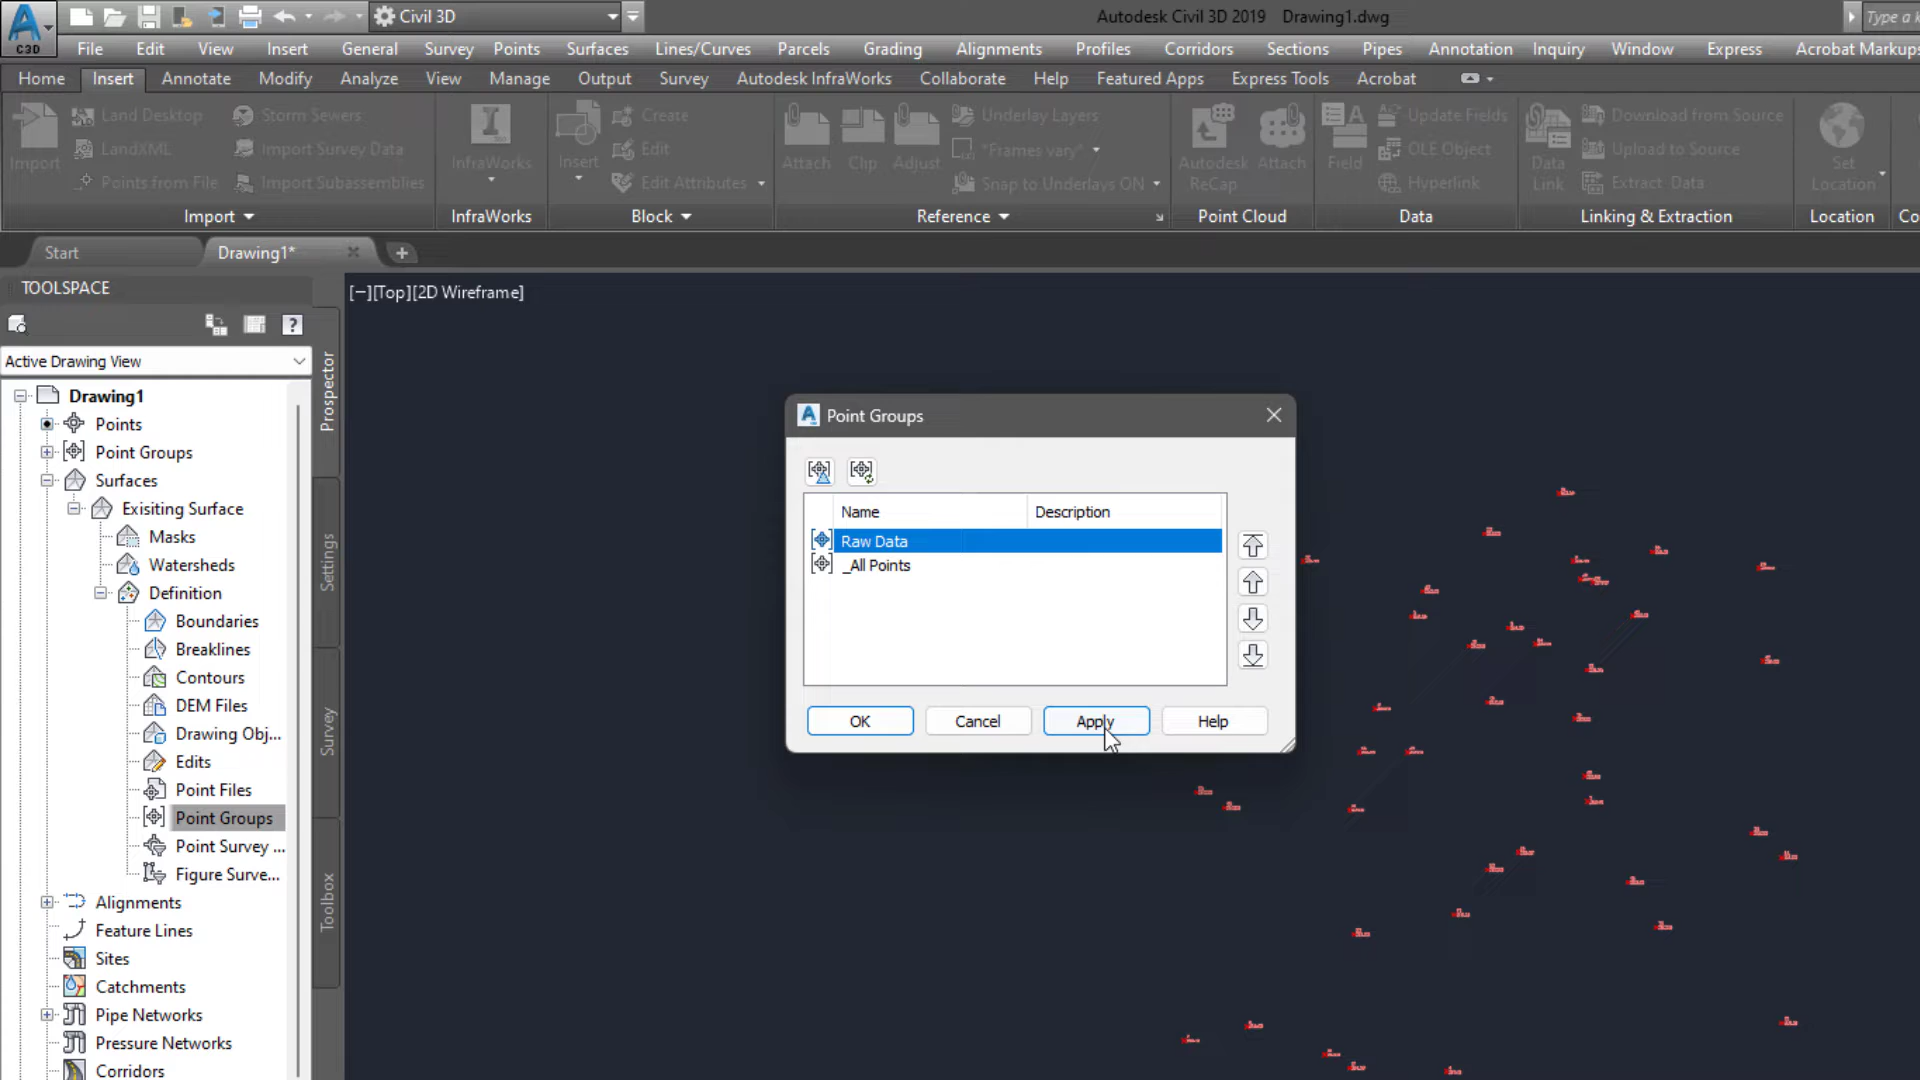 Civil 3D
Autodesk Civil 3D 2019 Drawing1.dwg
Type a k
C3D
File Edit View Insert General Survey Points Surfaces Lines/Curves Parcels Grading Alignments Profiles Corridors Sections Pipes Annotation Inquiry Window Express Acrobat Markups
Home Insert Annotate Modify Analyze View Manage Output Survey Autodesk InfraWorks Collaborate Help Featured Apps Express Tools Acrobat
Land Desktop Storm Sewers Create Underlay Layers Update Fields Download from Source
Import LandXML Import Survey Data InfraWorks Insert Edit Attach Clip Adjust "Frames vary" Autodesk ReCap Attach Field OLE Object Data Link Upload to Source Set Location
Points from File Import Subassemblies Edit Attributes Snap to Underlays ON Hyperlink Extract Data
Import InfraWorks Block Reference Point Cloud Data Linking & Extraction Location Co
Start Drawing1*
TOOLSPACE
[−][Top][2D Wireframe]
Active Drawing View
Prospector
Settings
Survey
Toolbox
Drawing1
Points
Point Groups
Surfaces
Exisiting Surface
Masks
Watersheds
Definition
Boundaries
Breaklines
Contours
DEM Files
Drawing Obj...
Edits
Point Files
Point Groups
Point Survey ...
Figure Surve...
Alignments
Feature Lines
Sites
Catchments
Pipe Networks
Pressure Networks
Corridors
Point Groups
Name Description
Raw Data
_All Points
OK Cancel Apply Help